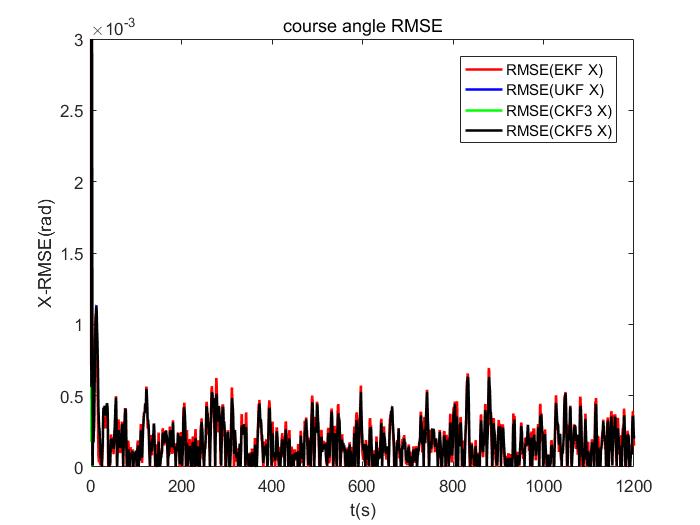 course angle RMSE
×10⁻³
3
2.5
2
1.5
1
0.5
0
X-RMSE(rad)
RMSE(EKF X)
RMSE(UKF X)
RMSE(CKF3 X)
RMSE(CKF5 X)
0 200 400 600 800 1000 1200
t(s)